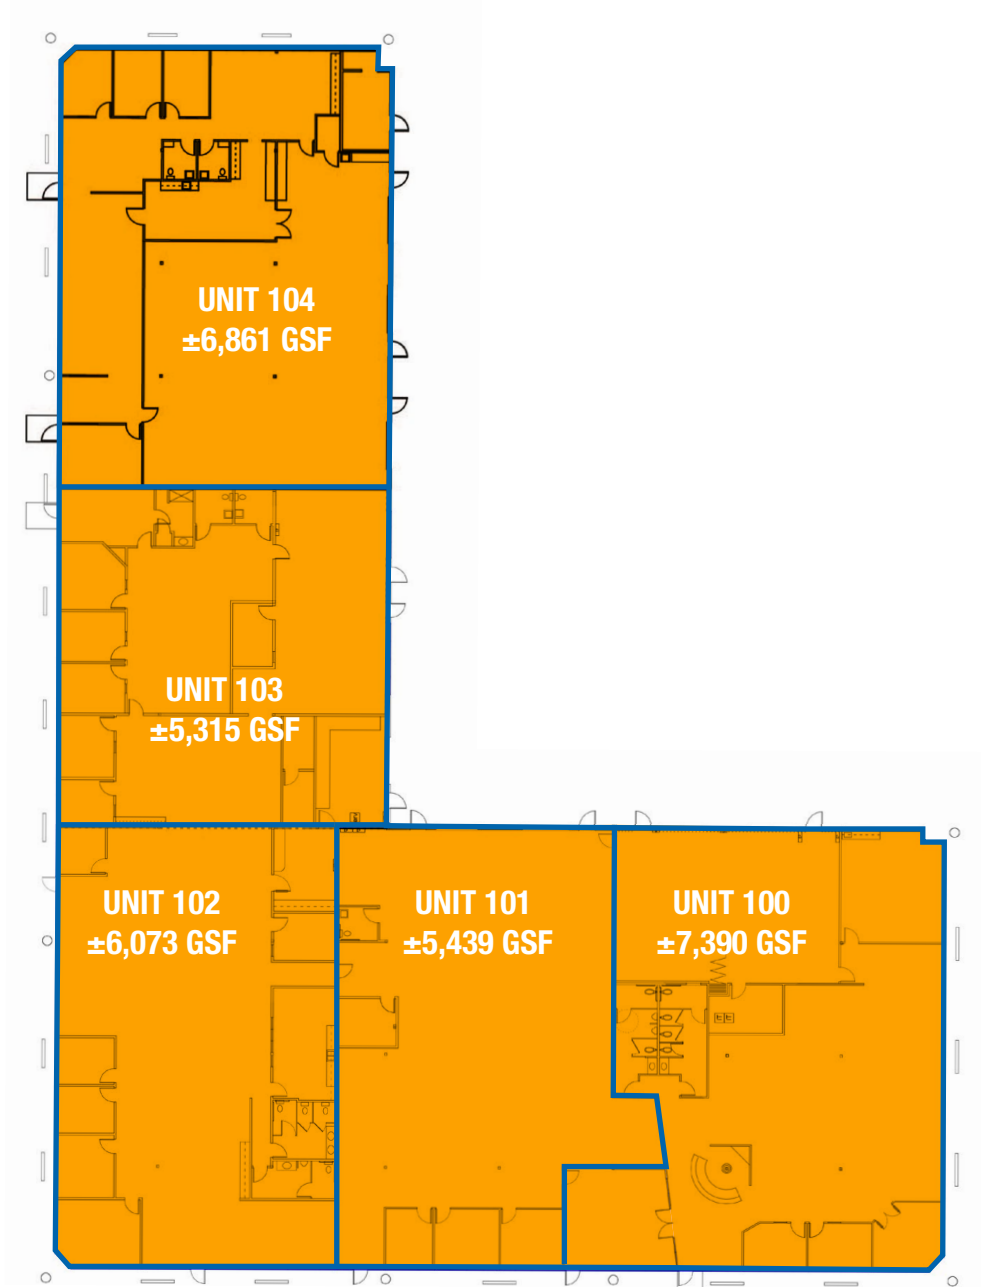 UNIT 104
±6,861 GSF
UNIT 103
±5,315 GSF
UNIT 102
±6,073 GSF
UNIT 101
±5,439 GSF
UNIT 100
±7,390 GSF